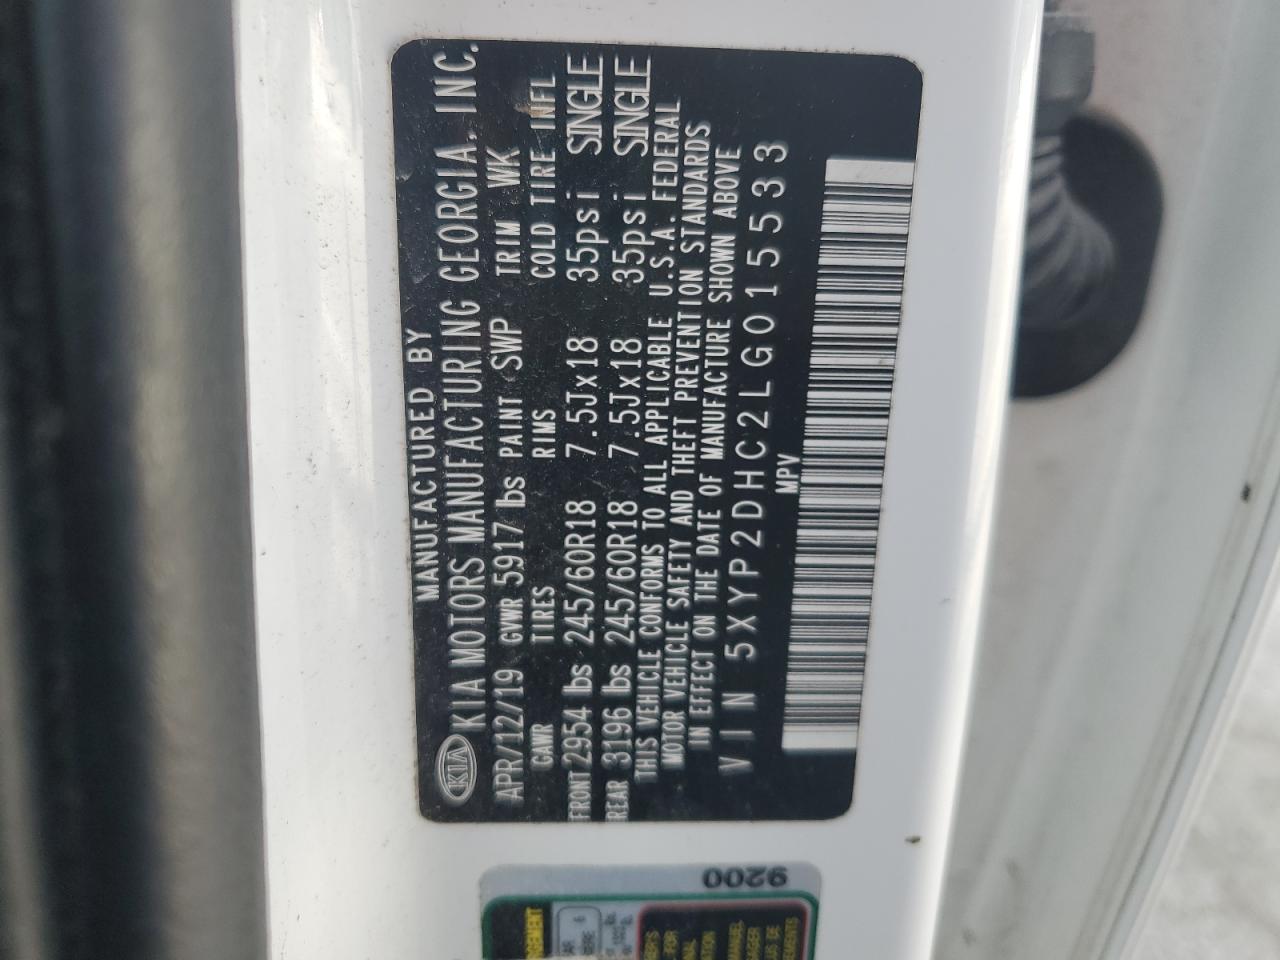 MANUFACTURED BY
KIA KIA MOTORS MANUFACTURING GEORGIA, INC.
APR/12/19 GVWR 5917 lbs PAINT SWP TRIM WK
GAWR TIRES RIMS COLD TIRE INFL
FRONT 2954 lbs 245/60R18 7.5Jx18 35psi SINGLE
REAR 3196 lbs 245/60R18 7.5Jx18 35psi SINGLE
THIS VEHICLE CONFORMS TO ALL APPLICABLE U.S.A. FEDERAL
MOTOR VEHICLE SAFETY AND THEFT PREVENTION STANDARDS
IN EFFECT ON THE DATE OF MANUFACTURE SHOWN ABOVE
VIN 5XYP2DHC2LG015533
MPV
9200
MANUEL